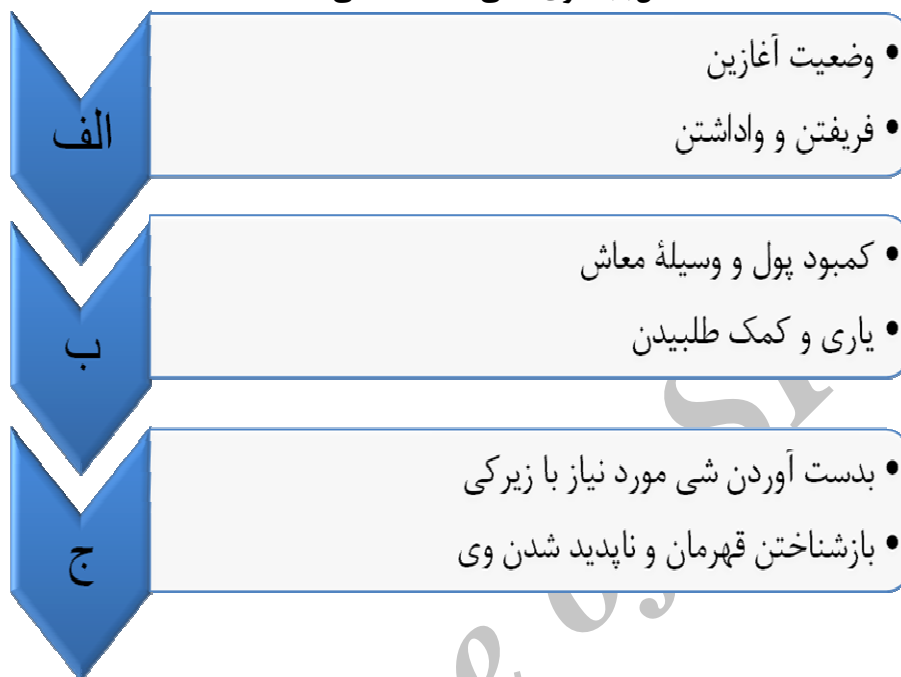 الف
• وضعیت آغازین
• فریفتن و واداشتن
ب
• کمبود پول و وسیلهٔ معاش
• یاری و کمک طلبیدن
ج
• بدست آوردن شی مورد نیاز با زیرکی
• بازشناختن قهرمان و ناپدید شدن وی